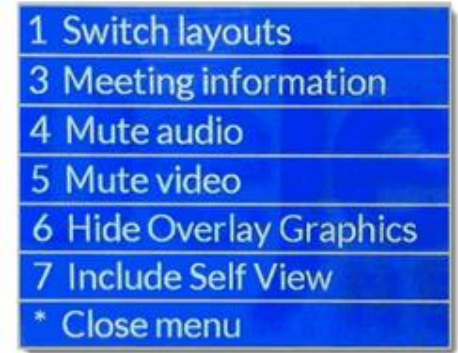 1 Switch layouts
3 Meeting information
4 Mute audio
5 Mute video
6 Hide Overlay Graphics
7 Include Self View
* Close menu